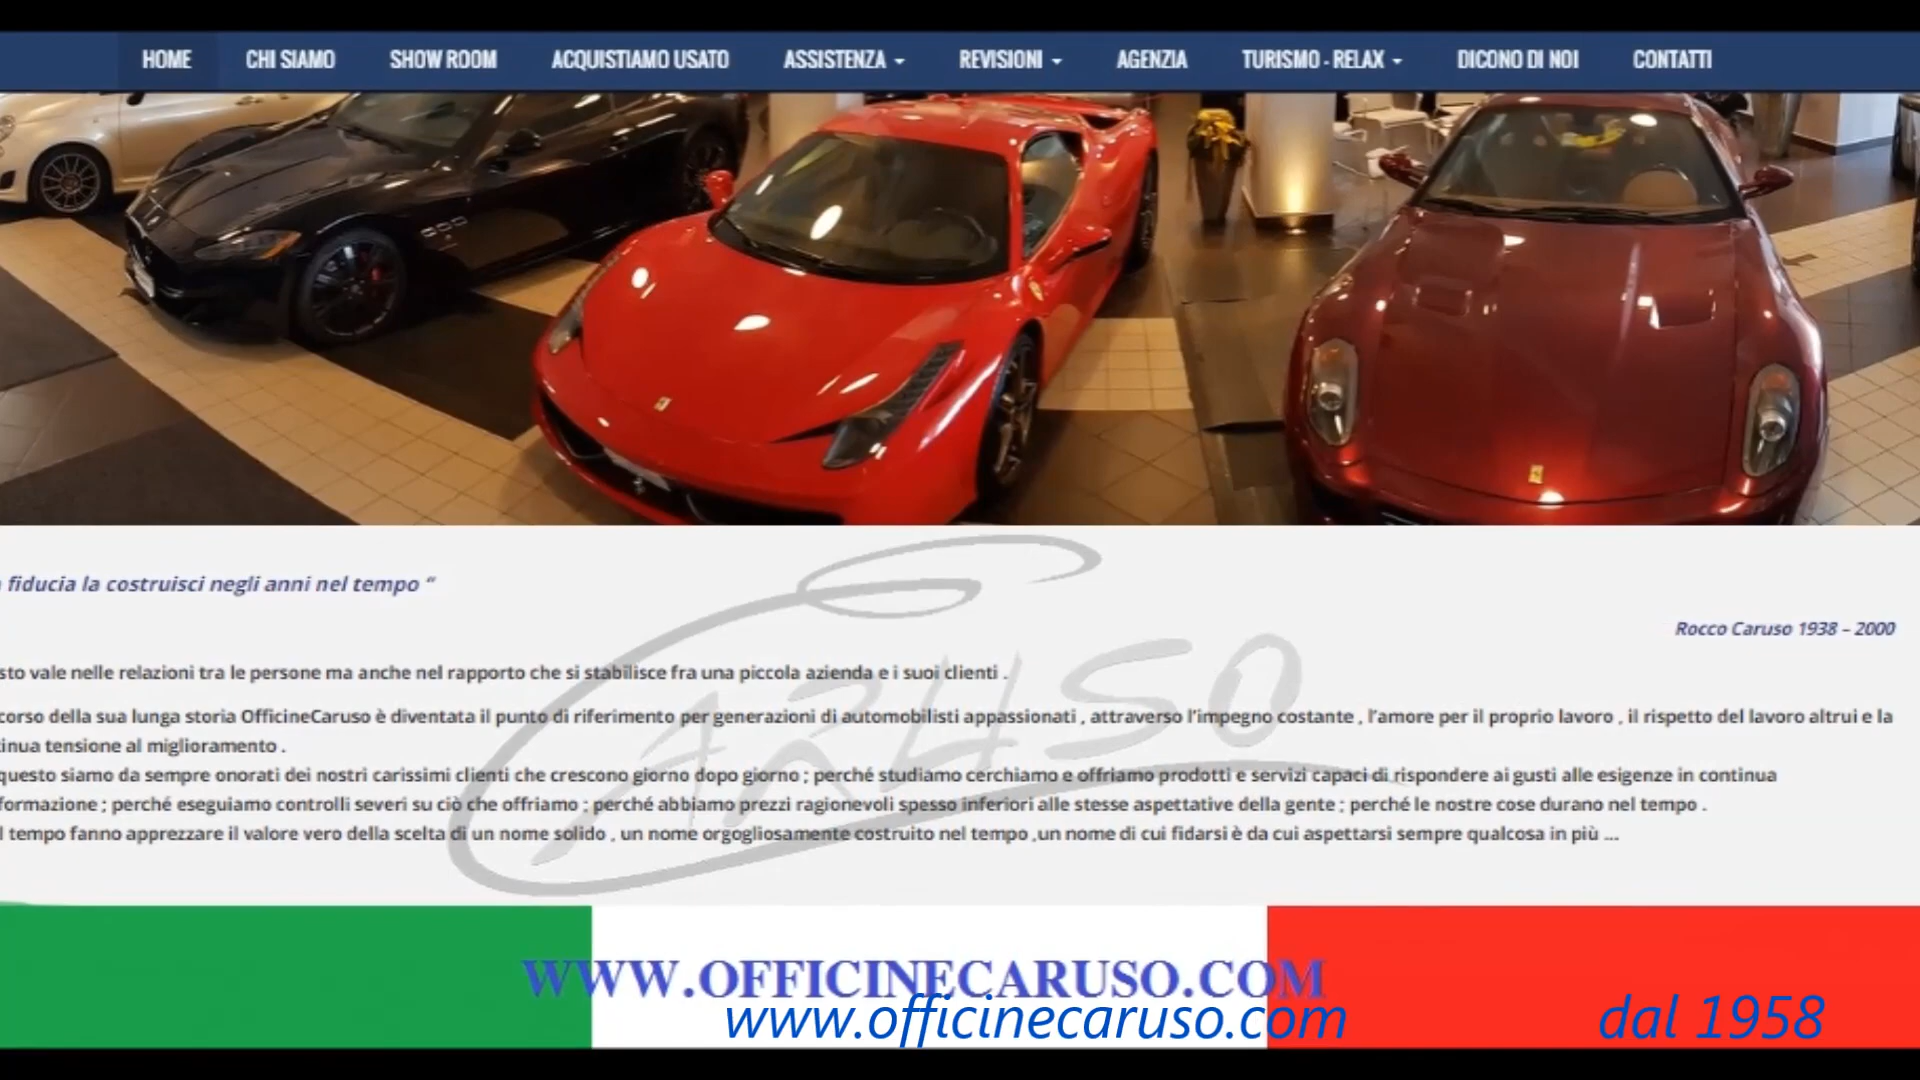 HOME CHI SIAMO SHOW ROOM ACQUISTIAMO USATO ASSISTENZA REVISIONI AGENZIA TURISMO - RELAX DICONO DI NOI CONTATTI
fiducia la costruisci negli anni nel tempo “
Rocco Caruso 1938 – 2000
sto vale nelle relazioni tra le persone ma anche nel rapporto che si stabilisce fra una piccola azienda e i suoi clienti .
corso della sua lunga storia OfficineCaruso è diventata il punto di riferimento per generazioni di automobilisti appassionati , attraverso l’impegno costante , l’amore per il proprio lavoro , il rispetto del lavoro altrui e la
inua tensione al miglioramento .
questo siamo da sempre onorati dei nostri carissimi clienti che crescono giorno dopo giorno ; perché studiamo cerchiamo e offriamo prodotti e servizi capaci di rispondere ai gusti alle esigenze in continua
formazione ; perché eseguiamo controlli severi su ciò che offriamo ; perché abbiamo prezzi ragionevoli spesso inferiori alle stesse aspettative della gente ; perché le nostre cose durano nel tempo .
l tempo fanno apprezzare il valore vero della scelta di un nome solido , un nome orgogliosamente costruito nel tempo ,un nome di cui fidarsi è da cui aspettarsi sempre qualcosa in più ...
CARUSO
WWW.OFFICINECARUSO.COM
www.officinecaruso.com dal 1958